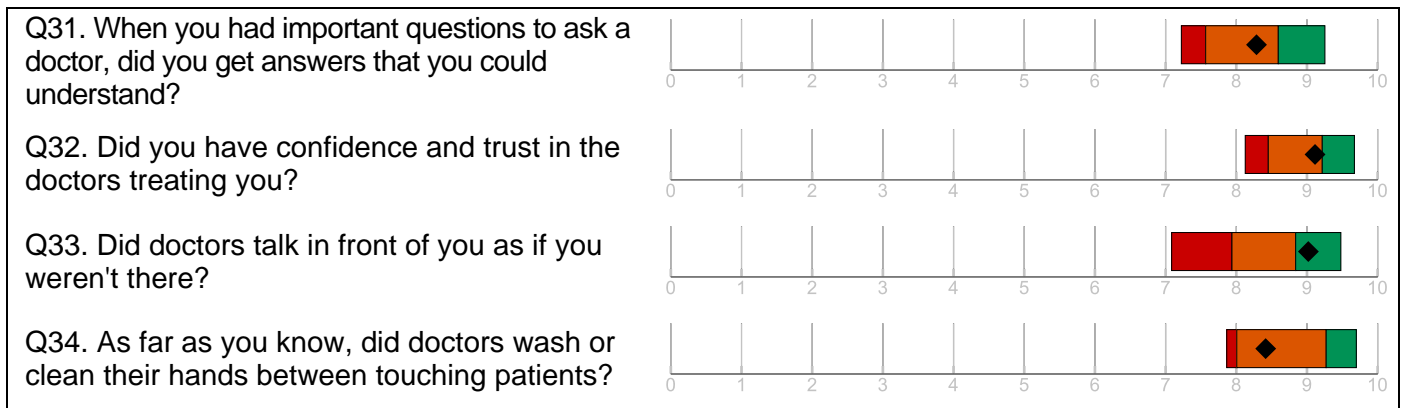 Q31. When you had important questions to ask a
doctor, did you get answers that you could
understand?
0 1 2 3 4 5 6 7 8 9 10
Q32. Did you have confidence and trust in the
doctors treating you?
0 1 2 3 4 5 6 7 8 9 10
Q33. Did doctors talk in front of you as if you
weren't there?
0 1 2 3 4 5 6 7 8 9 10
Q34. As far as you know, did doctors wash or
clean their hands between touching patients?
0 1 2 3 4 5 6 7 8 9 10